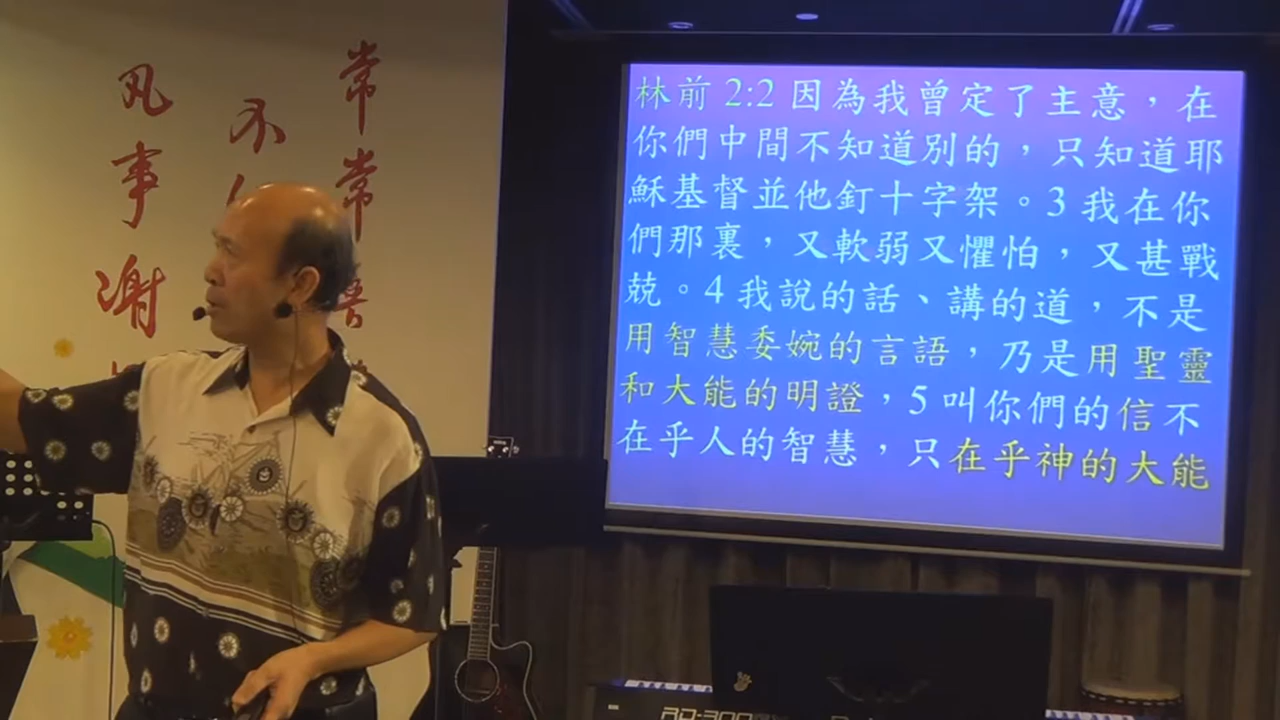 林前 2:2 因為我曾定了主意，在
你們中間不知道別的，只知道耶
穌基督並他釘十字架。3 我在你
們那裏，又軟弱又懼怕，又甚戰
兢。4 我說的話、講的道，不是
用智慧委婉的言語，乃是用聖靈
和大能的明證，5 叫你們的信不
在乎人的智慧，只在乎神的大能
常常
不
凡事謝